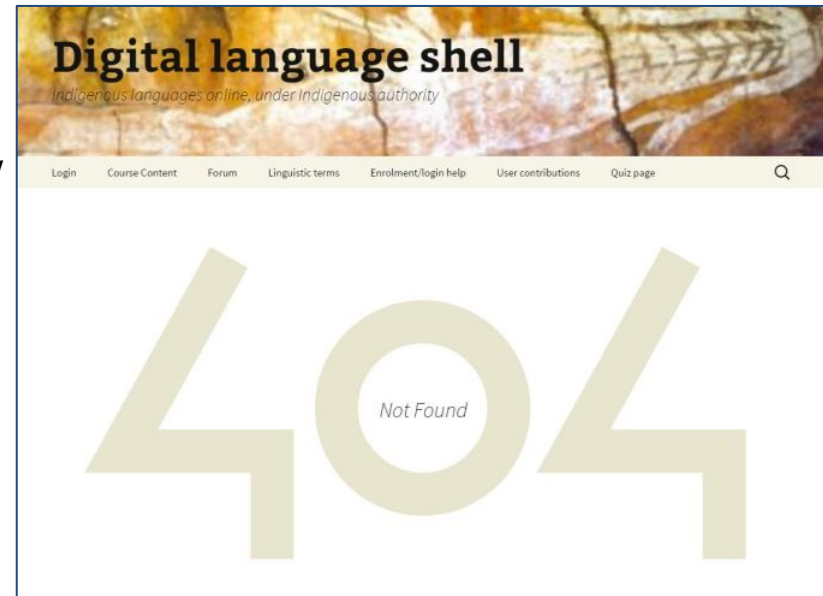 Digital language shell
Indigenous languages online, under Indigenous authority
Login Course Content Forum Linguistic terms Enrolment/login help User contributions Quiz page
404
Not Found